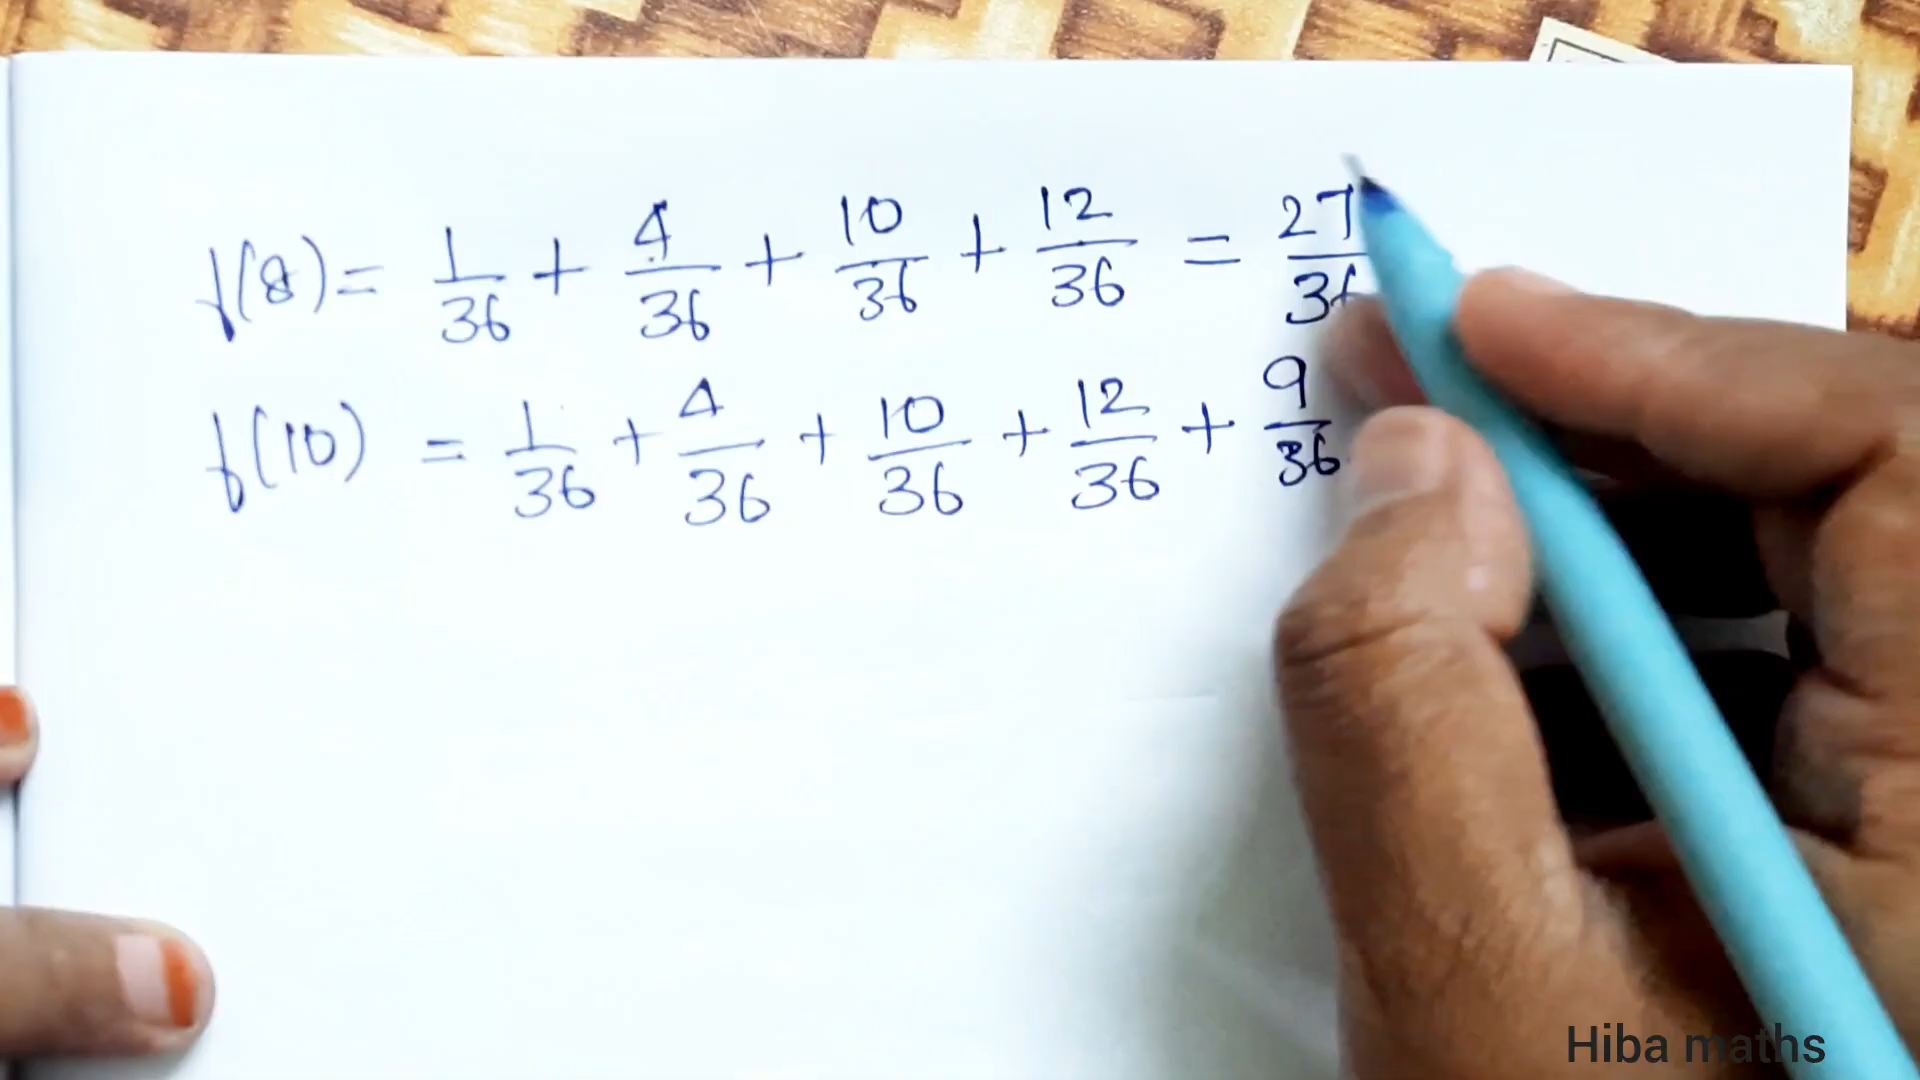 f(8) = 1/36 + 4/36 + 10/36 + 12/36 = 27/36
f(10) = 1/36 + 4/36 + 10/36 + 12/36 + 9/36
Hiba maths